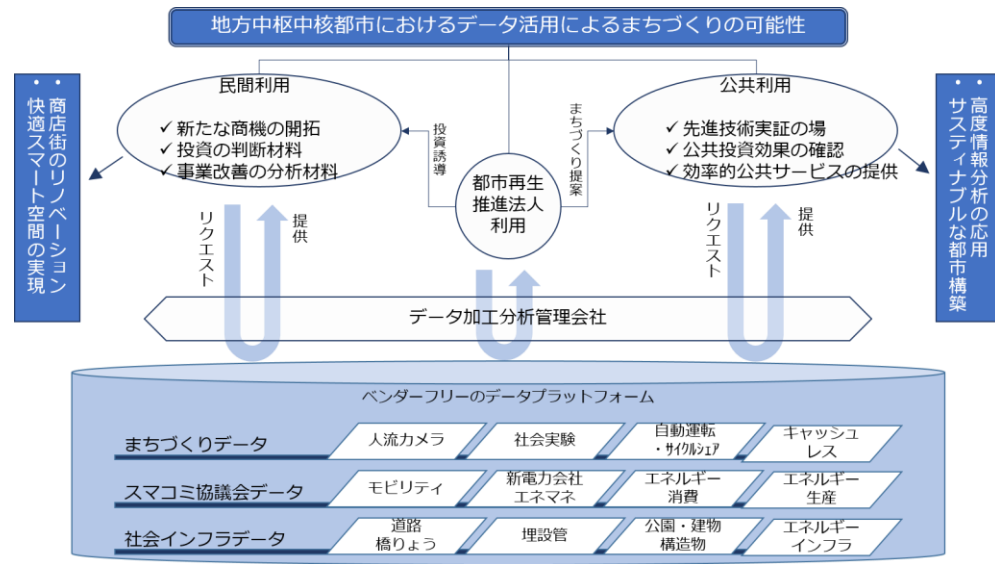 地方中枢中核都市におけるデータ活用によるまちづくりの可能性
・商店街のリノベーション
・快適スマート空間の実現
民間利用
✓新たな商機の開拓
✓投資の判断材料
✓事業改善の分析材料
投資誘導
都市再生
推進法人
利用
まちづくり提案
公共利用
✓先進技術実証の場
✓公共投資効果の確認
✓効率的公共サービスの提供
・高度情報分析の応用
・サスティナブルな都市構築
リクエスト
提供
リクエスト
提供
データ加工分析管理会社
ベンダーフリーのデータプラットフォーム
まちづくりデータ
人流カメラ
社会実験
自動運転
・ｻｲｸﾙｼｪｱ
キャッシュ
レス
スマコミ協議会データ
モビリティ
新電力会社
エネマネ
エネルギー
消費
エネルギー
生産
社会インフラデータ
道路
橋りょう
埋設管
公園・建物
構造物
エネルギー
インフラ